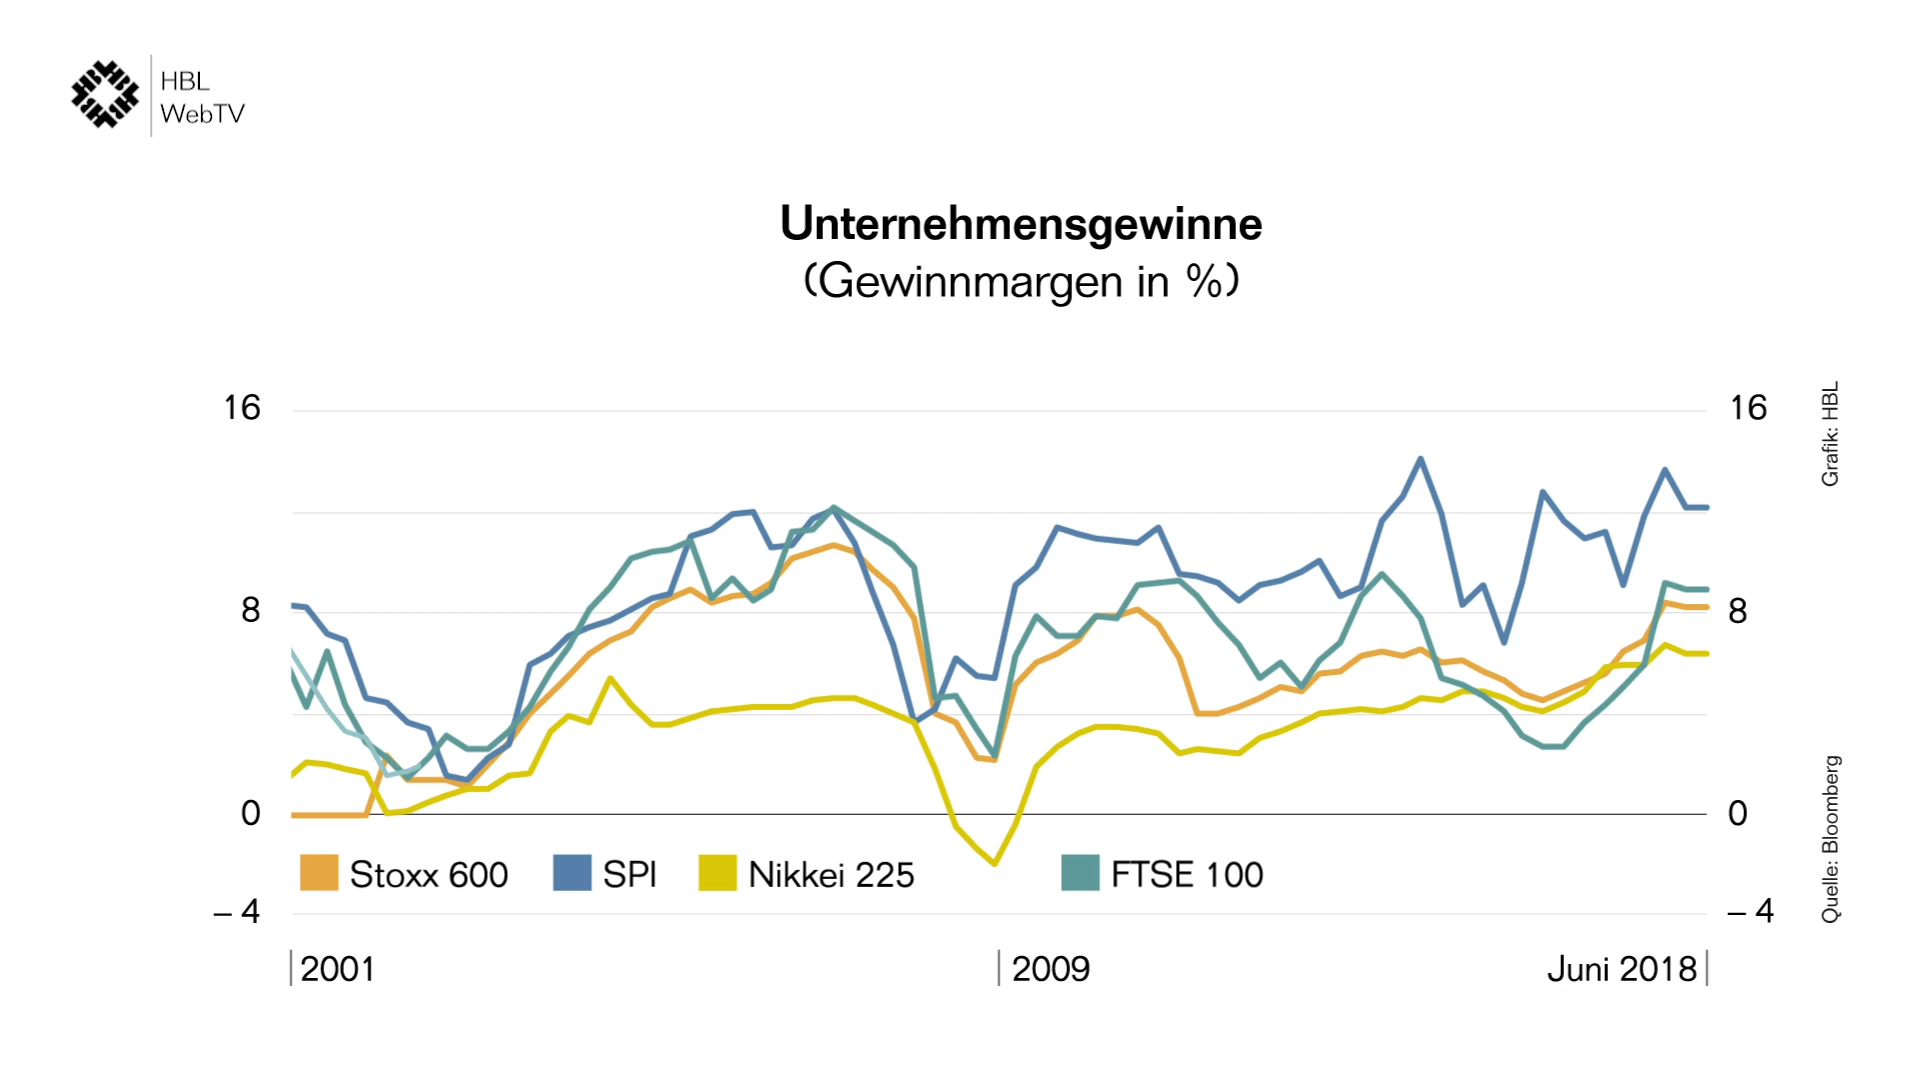 HBL
WebTV
Unternehmensgewinne
(Gewinnmargen in %)
16
16
8
8
0
0
– 4
– 4
Stoxx 600
SPI
Nikkei 225
FTSE 100
2001
2009
Juni 2018
Grafik: HBL
Quelle: Bloomberg